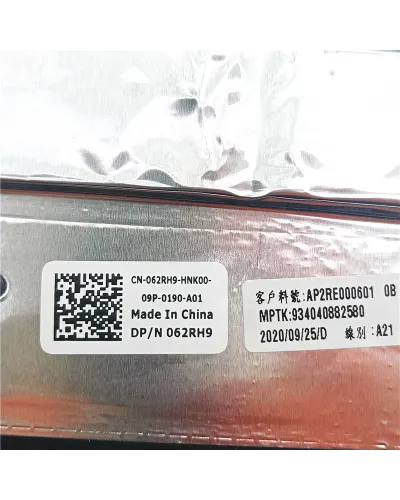 CN-062RH9-HNK00-
09P-0190-A01
Made In China
DP/N 062RH9
客户料號:AP2RE000601 0B
MPTK:934040882580
2020/09/25/D 線別:A21